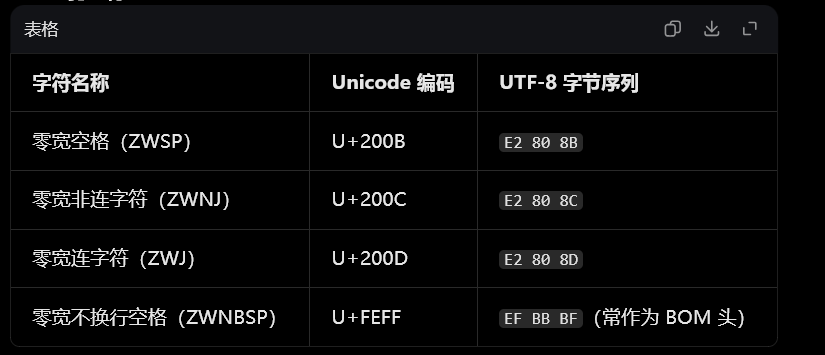 表格
字符名称 Unicode 编码 UTF-8 字节序列
零宽空格（ZWSP） U+200B E2 80 8B
零宽非连字符（ZWNJ） U+200C E2 80 8C
零宽连字符（ZWJ） U+200D E2 80 8D
零宽不换行空格（ZWNBSP） U+FEFF EF BB BF（常作为 BOM 头）